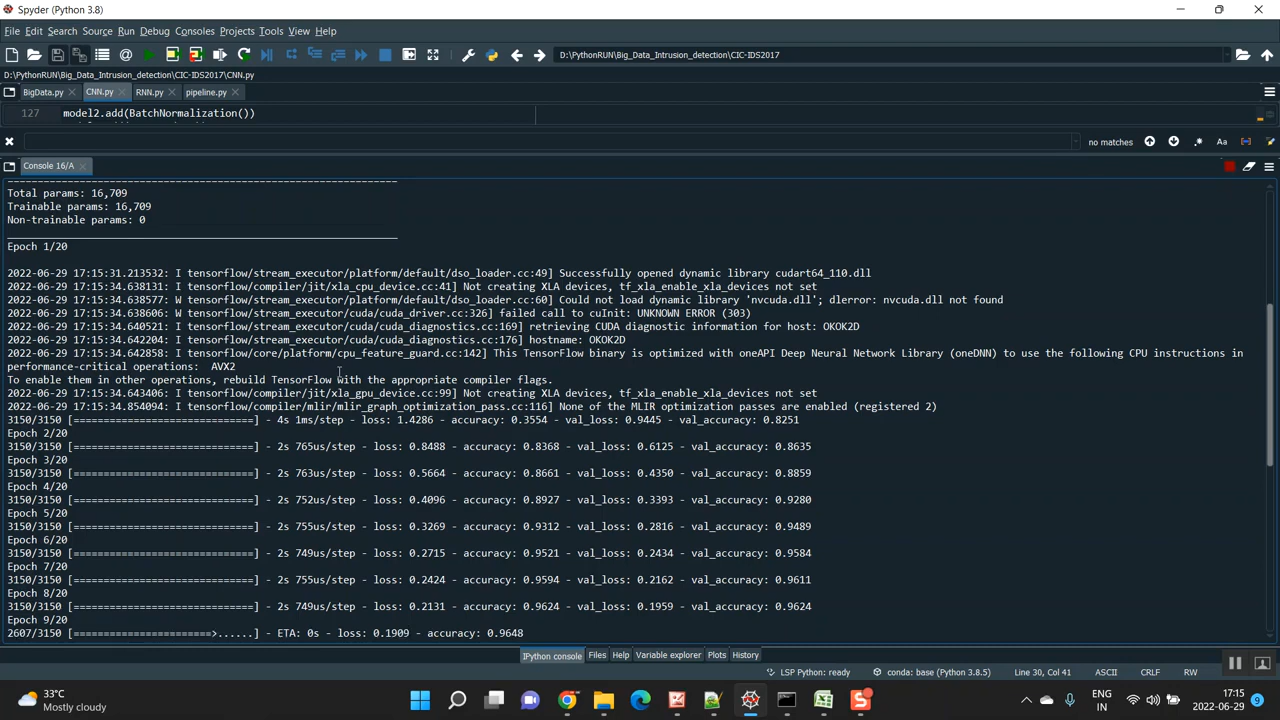 Spyder (Python 3.8)
File Edit Search Source Run Debug Consoles Projects Tools View Help
D:\PythonRUN\Big_Data_Intrusion_detection\CIC-IDS2017
D:\PythonRUN\Big_Data_Intrusion_detection\CIC-IDS2017\CNN.py
BigData.py CNN.py RNN.py pipeline.py
127 model2.add(BatchNormalization())
no matches .* Aa
Console 16/A
Total params: 16,709
Trainable params: 16,709
Non-trainable params: 0
Epoch 1/20
2022-06-29 17:15:31.213532: I tensorflow/stream_executor/platform/default/dso_loader.cc:49] Successfully opened dynamic library cudart64_110.dll
2022-06-29 17:15:34.638131: I tensorflow/compiler/jit/xla_cpu_device.cc:41] Not creating XLA devices, tf_xla_enable_xla_devices not set
2022-06-29 17:15:34.638577: W tensorflow/stream_executor/platform/default/dso_loader.cc:60] Could not load dynamic library 'nvcuda.dll'; dlerror: nvcuda.dll not found
2022-06-29 17:15:34.638606: W tensorflow/stream_executor/cuda/cuda_driver.cc:326] failed call to cuInit: UNKNOWN ERROR (303)
2022-06-29 17:15:34.640521: I tensorflow/stream_executor/cuda/cuda_diagnostics.cc:169] retrieving CUDA diagnostic information for host: OKOK2D
2022-06-29 17:15:34.642204: I tensorflow/stream_executor/cuda/cuda_diagnostics.cc:176] hostname: OKOK2D
2022-06-29 17:15:34.642858: I tensorflow/core/platform/cpu_feature_guard.cc:142] This TensorFlow binary is optimized with oneAPI Deep Neural Network Library (oneDNN) to use the following CPU instructions in
performance-critical operations:  AVX2
To enable them in other operations, rebuild TensorFlow with the appropriate compiler flags.
2022-06-29 17:15:34.643406: I tensorflow/compiler/jit/xla_gpu_device.cc:99] Not creating XLA devices, tf_xla_enable_xla_devices not set
2022-06-29 17:15:34.854094: I tensorflow/compiler/mlir/mlir_graph_optimization_pass.cc:116] None of the MLIR optimization passes are enabled (registered 2)
3150/3150 [==============================] - 4s 1ms/step - loss: 1.4286 - accuracy: 0.3554 - val_loss: 0.9445 - val_accuracy: 0.8251
Epoch 2/20
3150/3150 [==============================] - 2s 765us/step - loss: 0.8488 - accuracy: 0.8368 - val_loss: 0.6125 - val_accuracy: 0.8635
Epoch 3/20
3150/3150 [==============================] - 2s 763us/step - loss: 0.5664 - accuracy: 0.8661 - val_loss: 0.4350 - val_accuracy: 0.8859
Epoch 4/20
3150/3150 [==============================] - 2s 752us/step - loss: 0.4096 - accuracy: 0.8927 - val_loss: 0.3393 - val_accuracy: 0.9280
Epoch 5/20
3150/3150 [==============================] - 2s 755us/step - loss: 0.3269 - accuracy: 0.9312 - val_loss: 0.2816 - val_accuracy: 0.9489
Epoch 6/20
3150/3150 [==============================] - 2s 749us/step - loss: 0.2715 - accuracy: 0.9521 - val_loss: 0.2434 - val_accuracy: 0.9584
Epoch 7/20
3150/3150 [==============================] - 2s 755us/step - loss: 0.2424 - accuracy: 0.9594 - val_loss: 0.2162 - val_accuracy: 0.9611
Epoch 8/20
3150/3150 [==============================] - 2s 749us/step - loss: 0.2131 - accuracy: 0.9624 - val_loss: 0.1959 - val_accuracy: 0.9624
Epoch 9/20
2607/3150 [=======================>......] - ETA: 0s - loss: 0.1909 - accuracy: 0.9648
IPython console Files Help Variable explorer Plots History
LSP Python: ready conda: base (Python 3.8.5) Line 30, Col 41 ASCII CRLF RW
33°C
Mostly cloudy
ENG
IN
17:15
2022-06-29
9